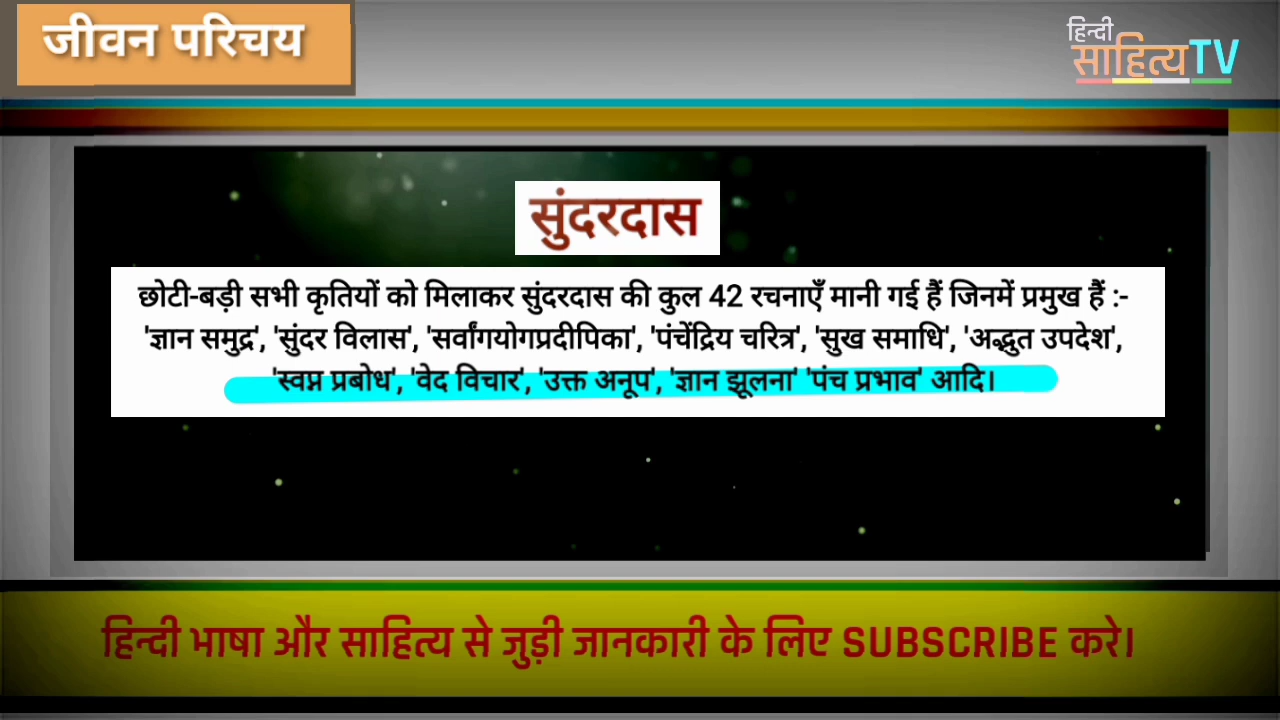 जीवन परिचय
हिन्दी
साहित्यTV
सुंदरदास
छोटी-बड़ी सभी कृतियों को मिलाकर सुंदरदास की कुल 42 रचनाएँ मानी गई हैं जिनमें प्रमुख हैं :-
'ज्ञान समुद्र', 'सुंदर विलास', 'सर्वांगयोगप्रदीपिका', 'पंचेंद्रिय चरित्र', 'सुख समाधि', 'अद्भुत उपदेश',
'स्वप्न प्रबोध', 'वेद विचार', 'उक्त अनूप', 'ज्ञान झूलना' 'पंच प्रभाव' आदि।
हिन्दी भाषा और साहित्य से जुड़ी जानकारी के लिए SUBSCRIBE करे।